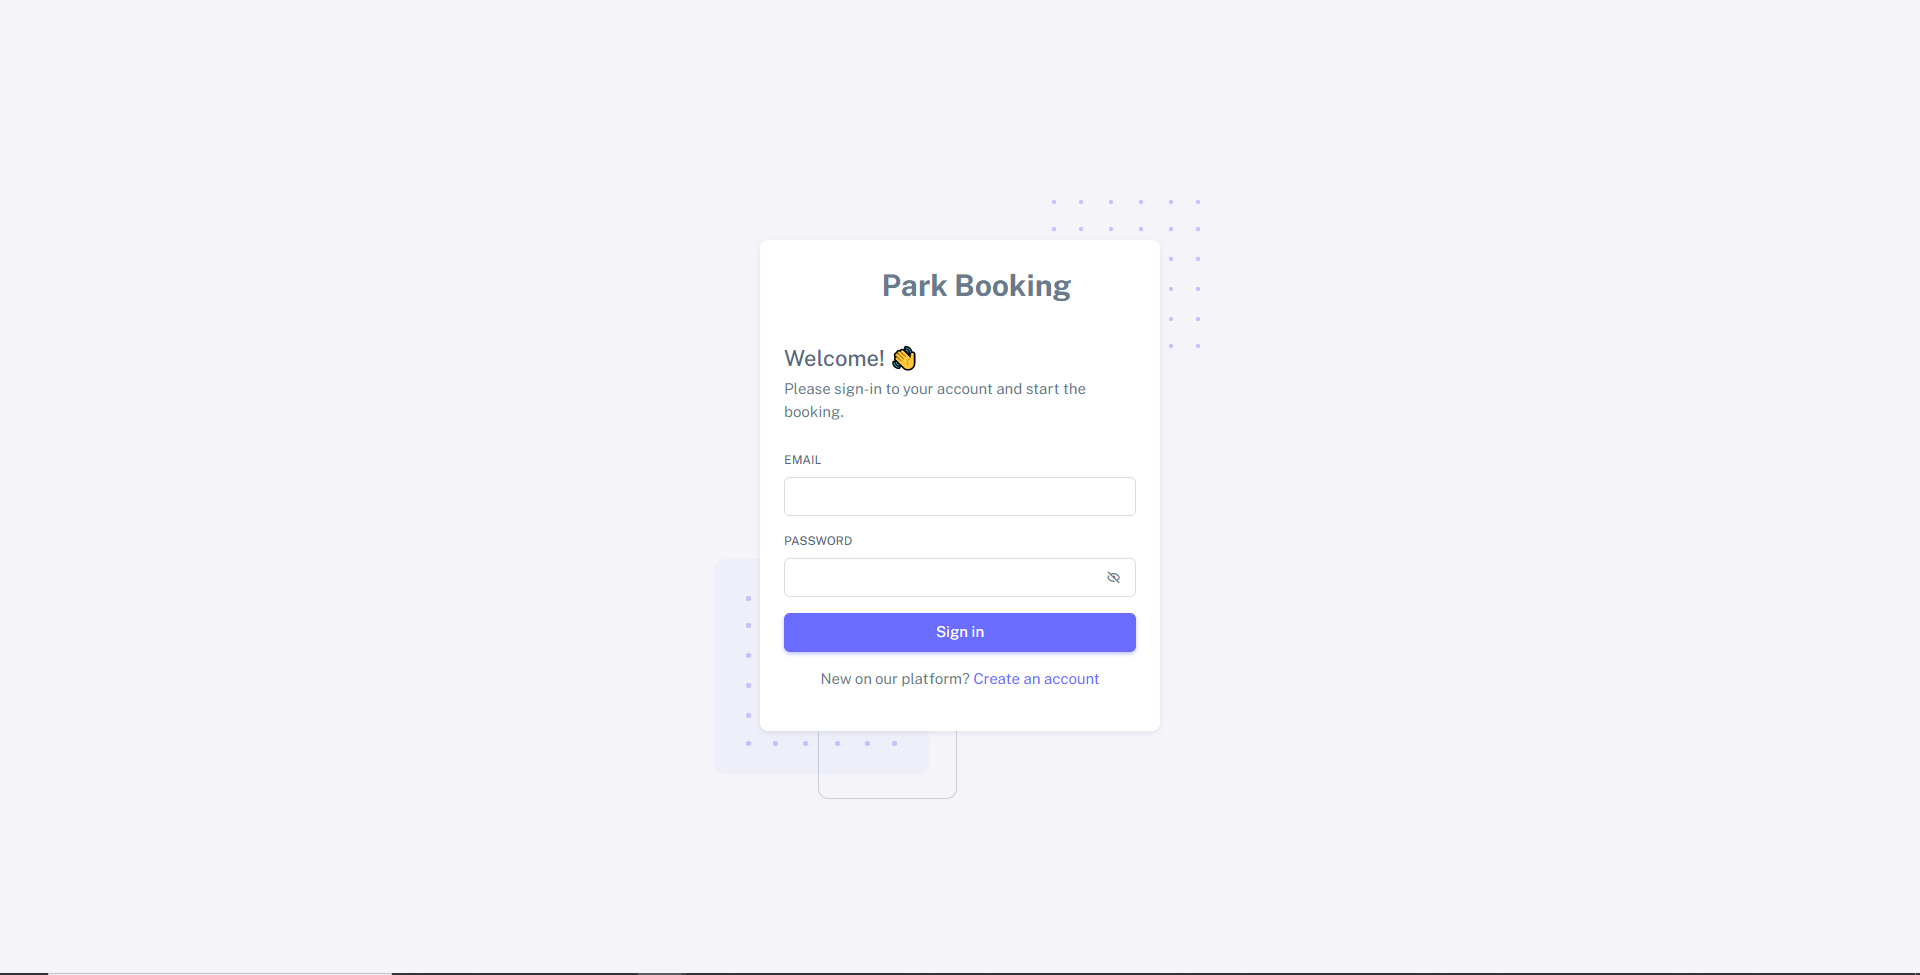 Park Booking
Welcome! 👋
Please sign-in to your account and start the
booking.
EMAIL
PASSWORD
Sign in
New on our platform? Create an account